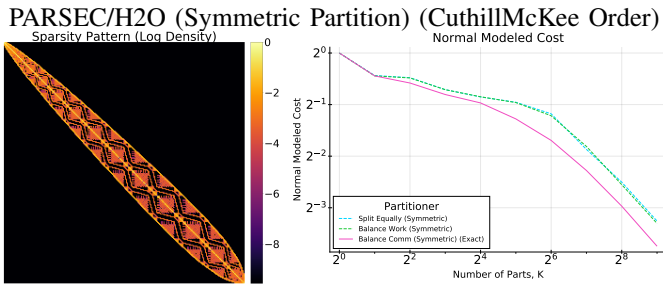 PARSEC/H2O (Symmetric Partition) (CuthillMcKee Order)
Sparsity Pattern (Log Density)
0
−2
−4
−6
−8
Normal Modeled Cost
Normal Modeled Cost
2^0
2^-1
2^-2
2^-3
Partitioner
Split Equally (Symmetric)
Balance Work (Symmetric)
Balance Comm (Symmetric) (Exact)
2^0 2^2 2^4 2^6 2^8
Number of Parts, K